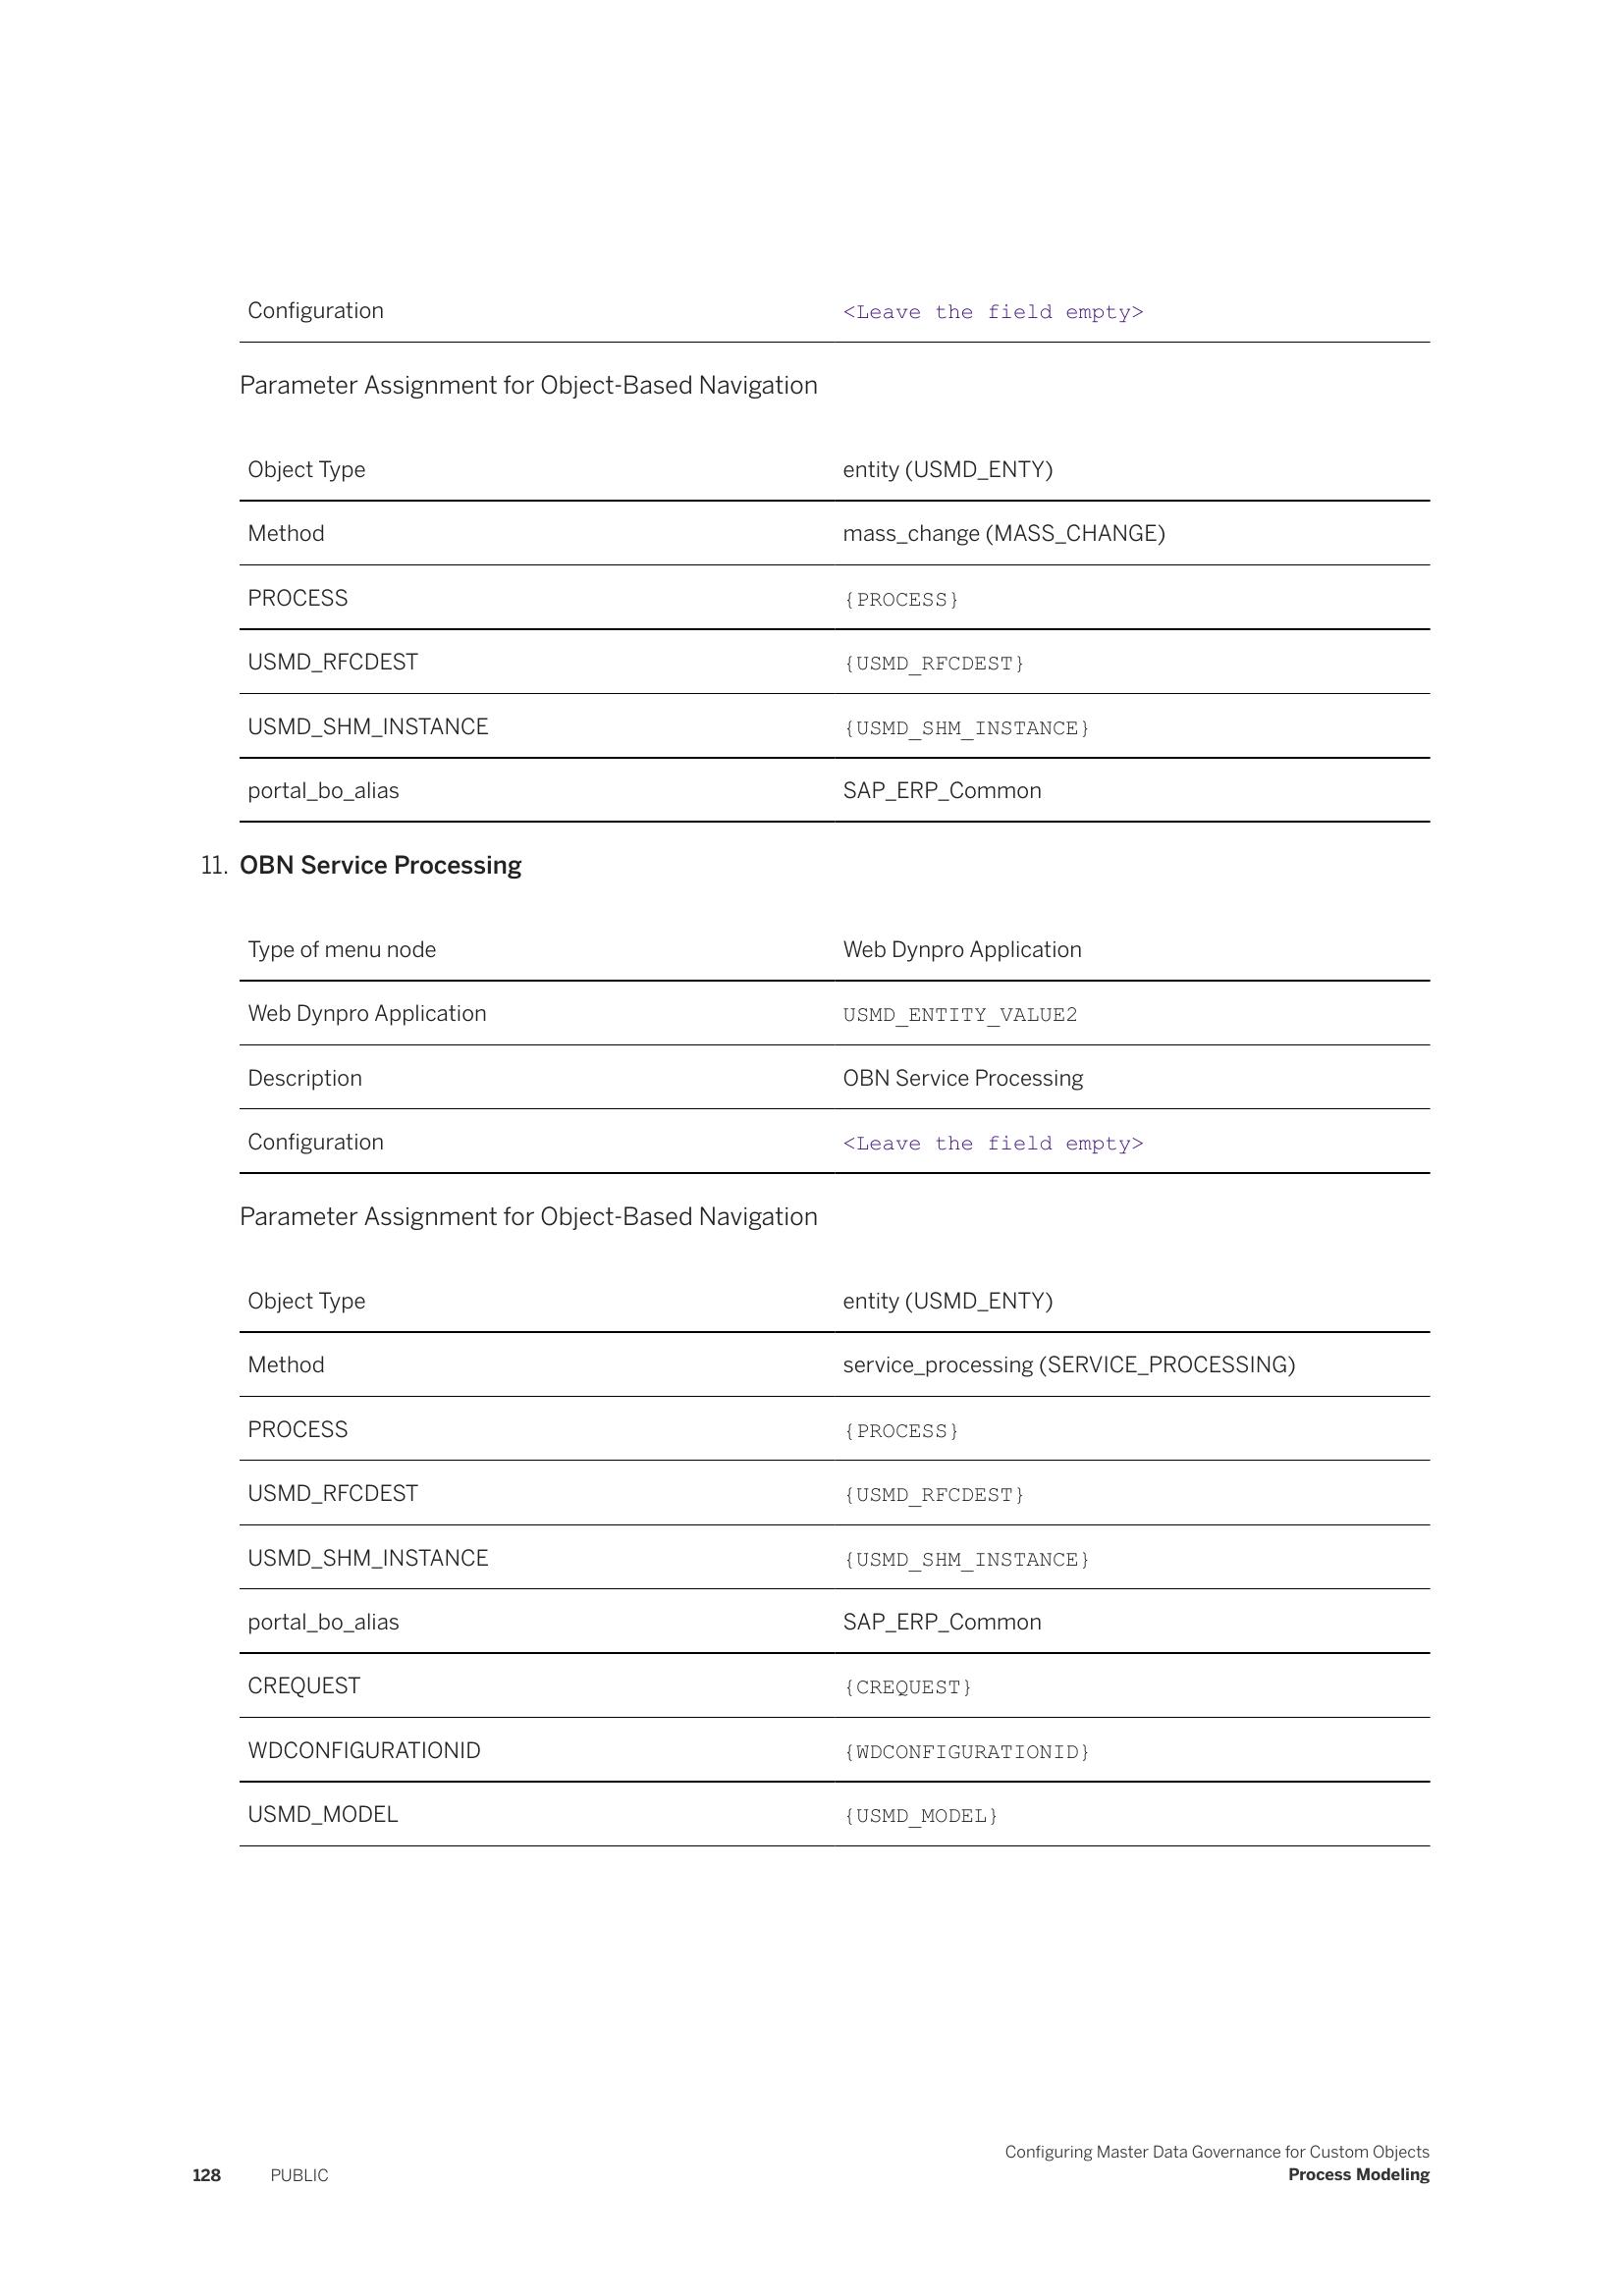 Configuration <Leave the field empty>
Parameter Assignment for Object-Based Navigation
Object Type entity (USMD_ENTY)
Method mass_change (MASS_CHANGE)
PROCESS {PROCESS}
USMD_RFCDEST {USMD_RFCDEST}
USMD_SHM_INSTANCE {USMD_SHM_INSTANCE}
portal_bo_alias SAP_ERP_Common
11. OBN Service Processing
Type of menu node Web Dynpro Application
Web Dynpro Application USMD_ENTITY_VALUE2
Description OBN Service Processing
Configuration <Leave the field empty>
Parameter Assignment for Object-Based Navigation
Object Type entity (USMD_ENTY)
Method service_processing (SERVICE_PROCESSING)
PROCESS {PROCESS}
USMD_RFCDEST {USMD_RFCDEST}
USMD_SHM_INSTANCE {USMD_SHM_INSTANCE}
portal_bo_alias SAP_ERP_Common
CREQUEST {CREQUEST}
WDCONFIGURATIONID {WDCONFIGURATIONID}
USMD_MODEL {USMD_MODEL}
Configuring Master Data Governance for Custom Objects
128 PUBLIC Process Modeling